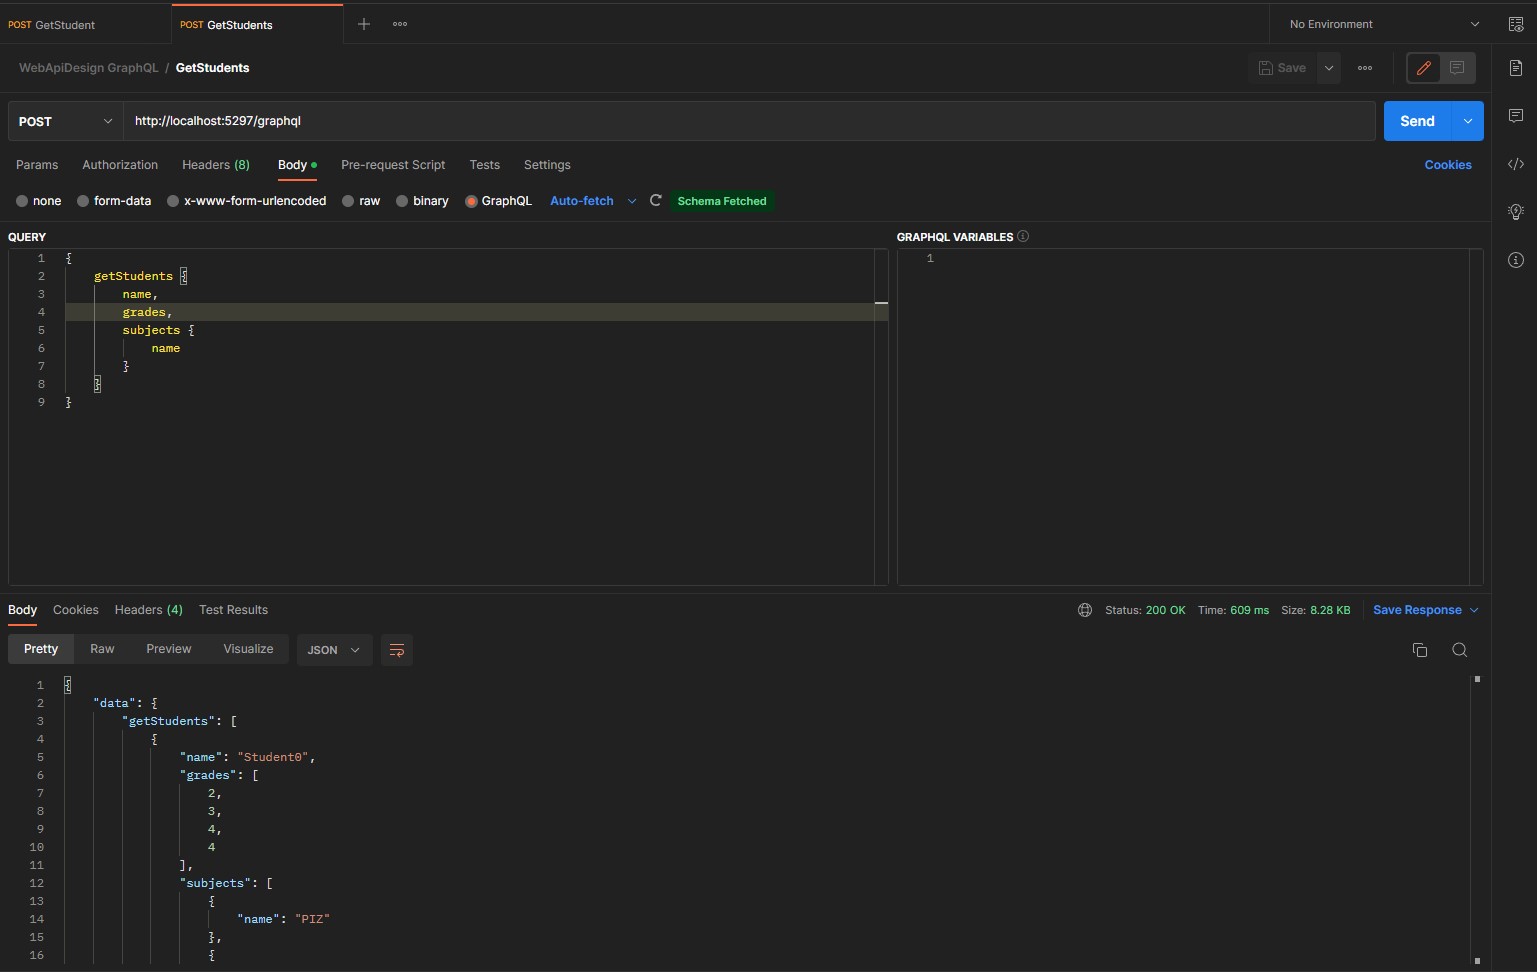 POST GetStudent POST GetStudents No Environment
WebApiDesign GraphQL / GetStudents Save
POST http://localhost:5297/graphql Send
Params Authorization Headers (8) Body Pre-request Script Tests Settings Cookies
none form-data x-www-form-urlencoded raw binary GraphQL Auto-fetch Schema Fetched
QUERY GRAPHQL VARIABLES
1 { 1
2 getStudents {
3 name,
4 grades,
5 subjects {
6 name
7 }
8 }
9 }
Body Cookies Headers (4) Test Results Status: 200 OK Time: 609 ms Size: 8.28 KB Save Response
Pretty Raw Preview Visualize JSON
1 {
2 "data": {
3 "getStudents": [
4 {
5 "name": "Student0",
6 "grades": [
7 2,
8 3,
9 4,
10 4
11 ],
12 "subjects": [
13 {
14 "name": "PIZ"
15 },
16 {